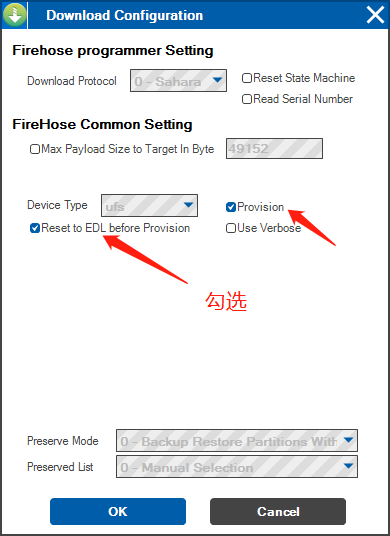 Download Configuration
Firehose programmer Setting
Download Protocol 0 - Sahara Reset State Machine
Read Serial Number
FireHose Common Setting
Max Payload Size to Target In Byte 49152
Device Type ufs Provision
Reset to EDL before Provision Use Verbose
勾选
Preserve Mode 0 - Backup Restore Partitions With
Preserved List 0 - Manual Selection
OK Cancel